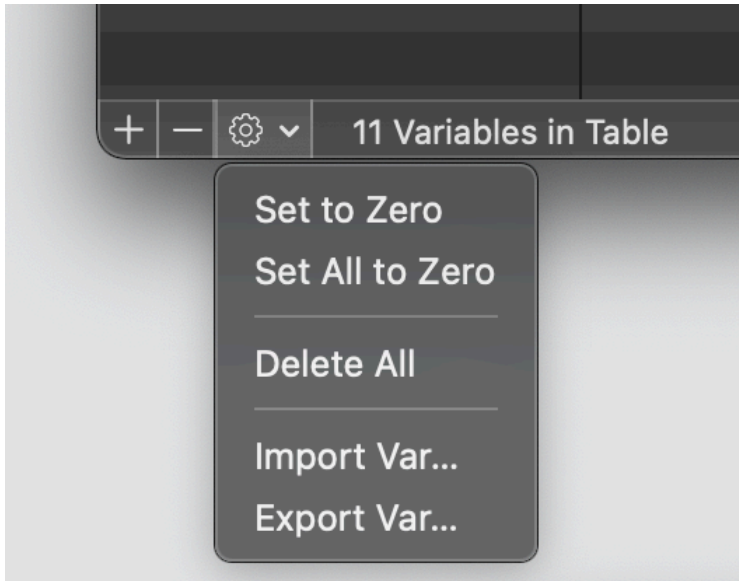 11 Variables in Table
Set to Zero
Set All to Zero
Delete All
Import Var...
Export Var...